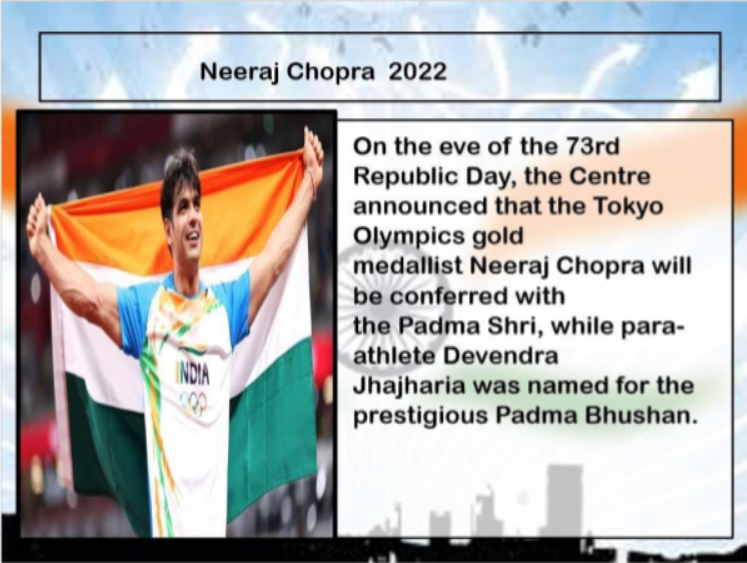 Neeraj Chopra 2022
On the eve of the 73rd
Republic Day, the Centre
announced that the Tokyo
Olympics gold
medallist Neeraj Chopra will
be conferred with
the Padma Shri, while para-
athlete Devendra
Jhajharia was named for the
prestigious Padma Bhushan.
INDIA